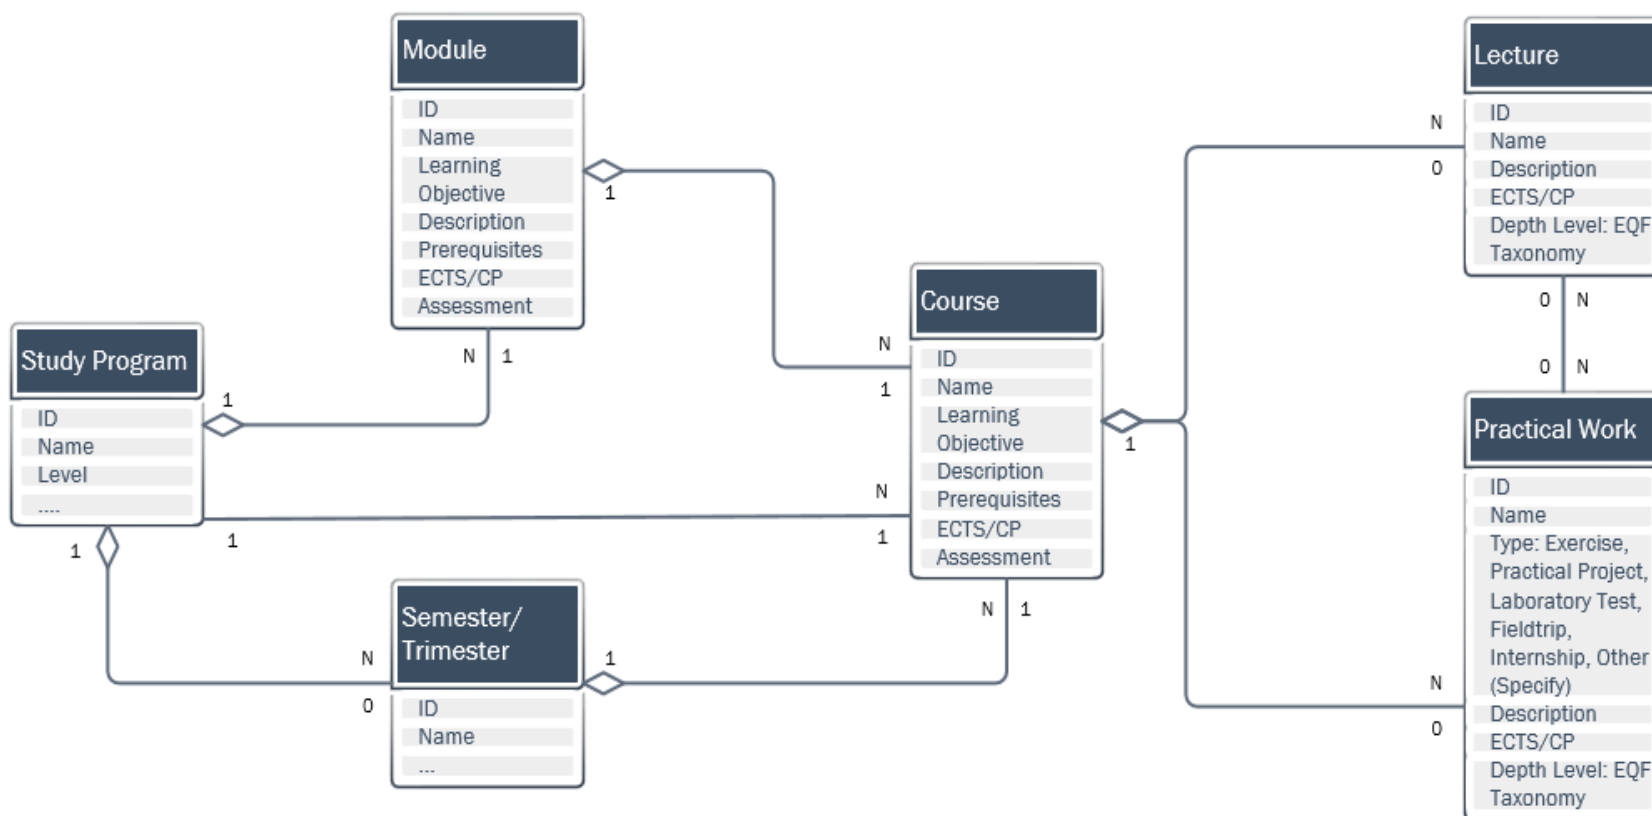 Module
ID
Name
Learning
Objective
Description
Prerequisites
ECTS/CP
Assessment
1
N 1
Study Program
ID
Name
Level
....
1
1
1
Semester/
Trimester
ID
Name
...
N
0
1
Course
ID
Name
Learning
Objective
Description
Prerequisites
ECTS/CP
Assessment
N
1
N
1
N 1
1
Lecture
ID
Name
Description
ECTS/CP
Depth Level: EQF
Taxonomy
N
0
0 N
0 N
Practical Work
ID
Name
Type: Exercise,
Practical Project,
Laboratory Test,
Fieldtrip,
Internship, Other
(Specify)
Description
ECTS/CP
Depth Level: EQF
Taxonomy
N
0